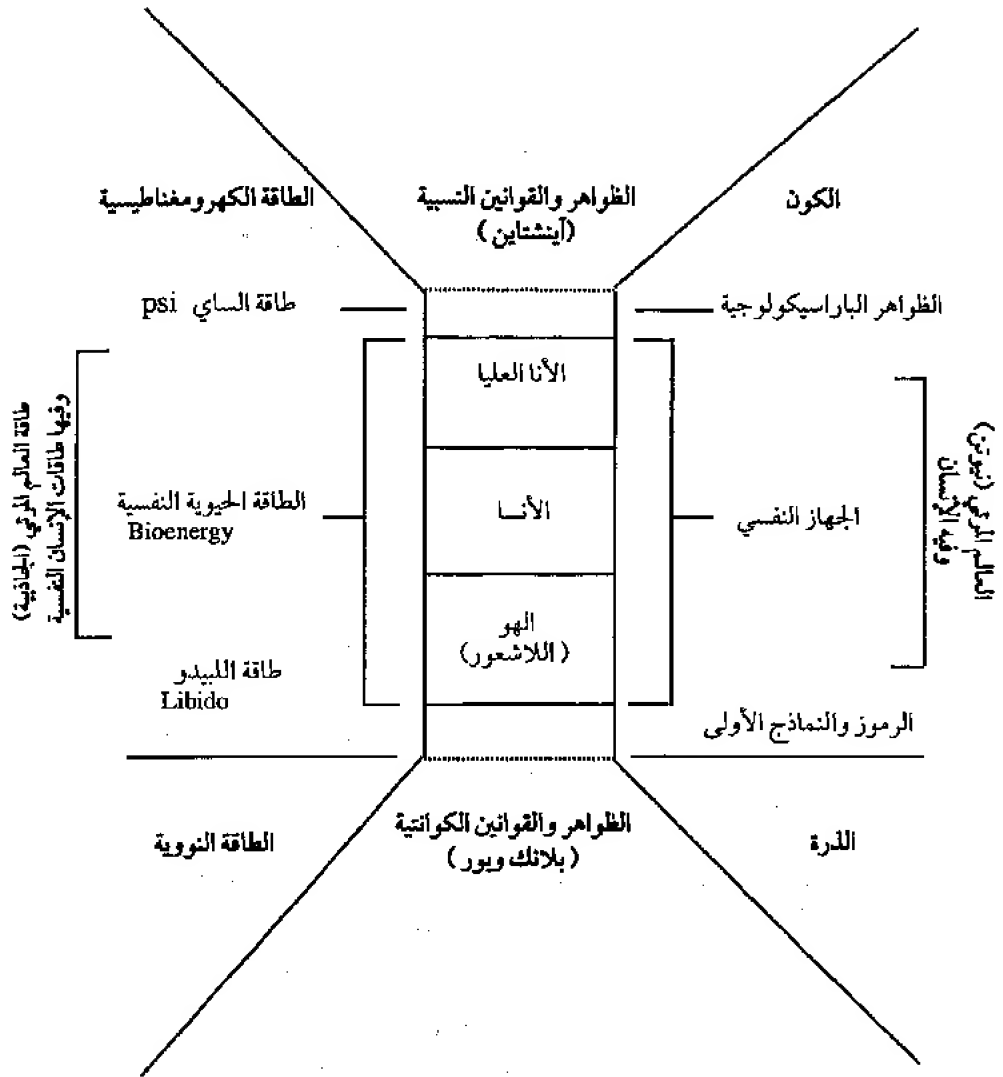 الكون
الظواهر والقوانين النسبية
(آينشتاين)
الطاقة الكهرومغناطيسية
الظواهر الباراسيكولوجية
طاقة الساي psi
الأنا العليا
العالم المرئي (نيوتن)
وفيه الإنسان
الجهاز النفسي
الأنا
الطاقة الحيوية النفسية
Bioenergy
طاقة العالم المرئي (الجاذبية)
وفيها طاقات الإنسان النفسية
الهو
(اللاشعور)
طاقة اللبيدو
Libido
الرموز والنماذج الأولى
الذرة
الظواهر والقوانين الكوانتية
(بلانك وبور)
الطاقة النووية